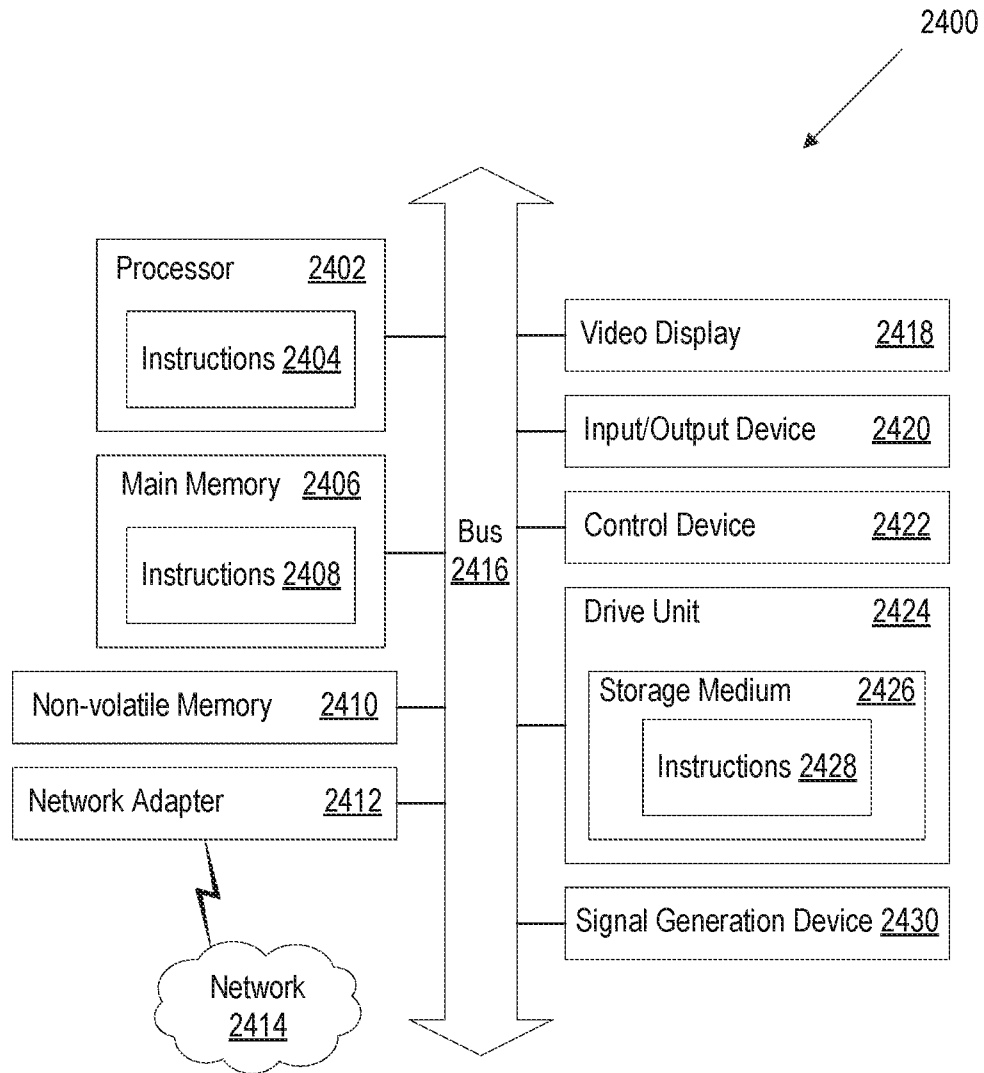 2400
Processor 2402
Instructions 2404
Main Memory 2406
Instructions 2408
Non-volatile Memory 2410
Network Adapter 2412
Network
2414
Bus
2416
Video Display 2418
Input/Output Device 2420
Control Device 2422
Drive Unit 2424
Storage Medium 2426
Instructions 2428
Signal Generation Device 2430